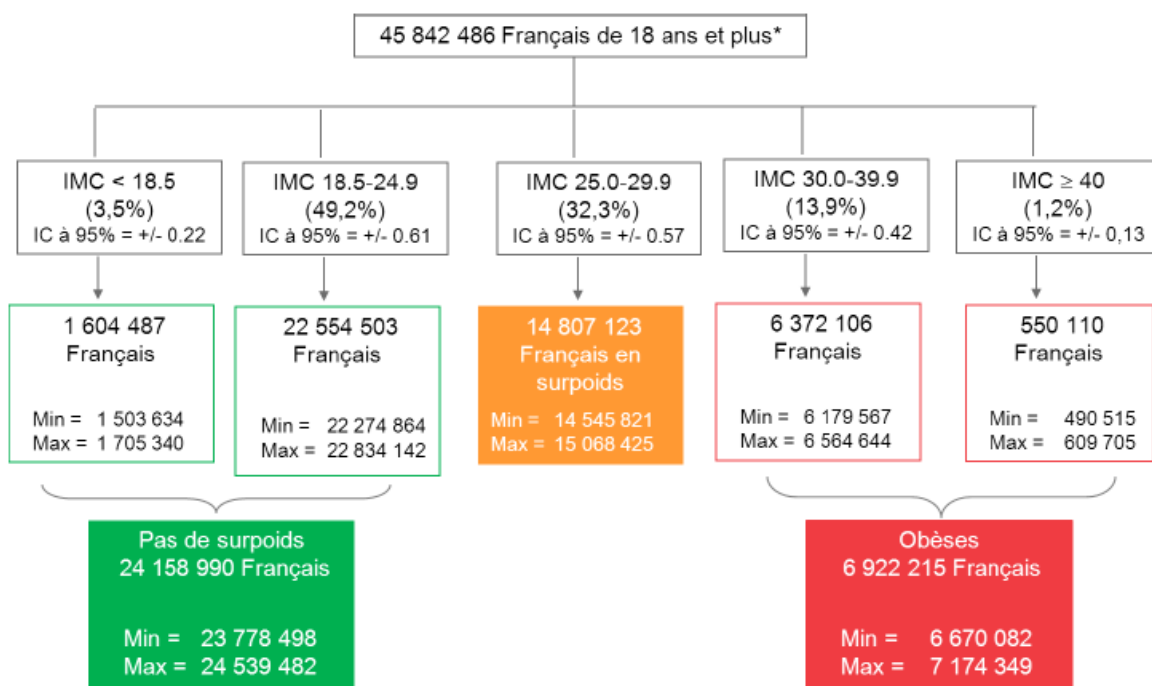 45 842 486 Français de 18 ans et plus*
IMC < 18.5
(3,5%)
IC à 95% = +/- 0.22
IMC 18.5-24.9
(49,2%)
IC à 95% = +/- 0.61
IMC 25.0-29.9
(32,3%)
IC à 95% = +/- 0.57
IMC 30.0-39.9
(13,9%)
IC à 95% = +/- 0.42
IMC ≥ 40
(1,2%)
IC à 95% = +/- 0,13
1 604 487
Français
Min = 1 503 634
Max = 1 705 340
22 554 503
Français
Min = 22 274 864
Max = 22 834 142
14 807 123
Français en
surpoids
Min = 14 545 821
Max = 15 068 425
6 372 106
Français
Min = 6 179 567
Max = 6 564 644
550 110
Français
Min = 490 515
Max = 609 705
Pas de surpoids
24 158 990 Français
Min = 23 778 498
Max = 24 539 482
Obèses
6 922 215 Français
Min = 6 670 082
Max = 7 174 349